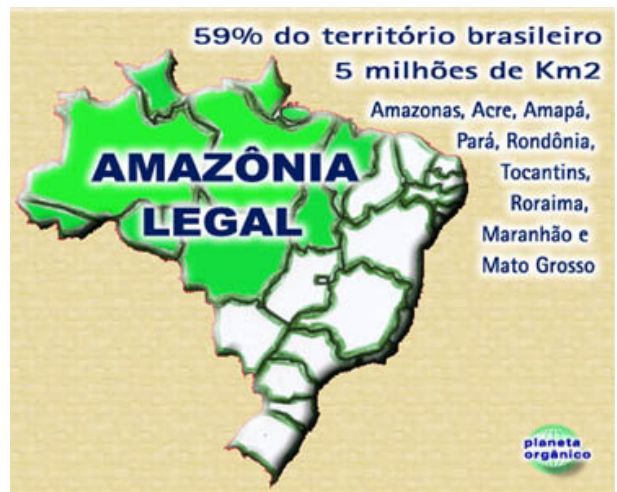 59% do território brasileiro
5 milhões de Km2
Amazonas, Acre, Amapá,
Pará, Rondônia,
Tocantins,
Roraima,
Maranhão e
Mato Grosso
AMAZÔNIA
LEGAL
planeta
orgânico